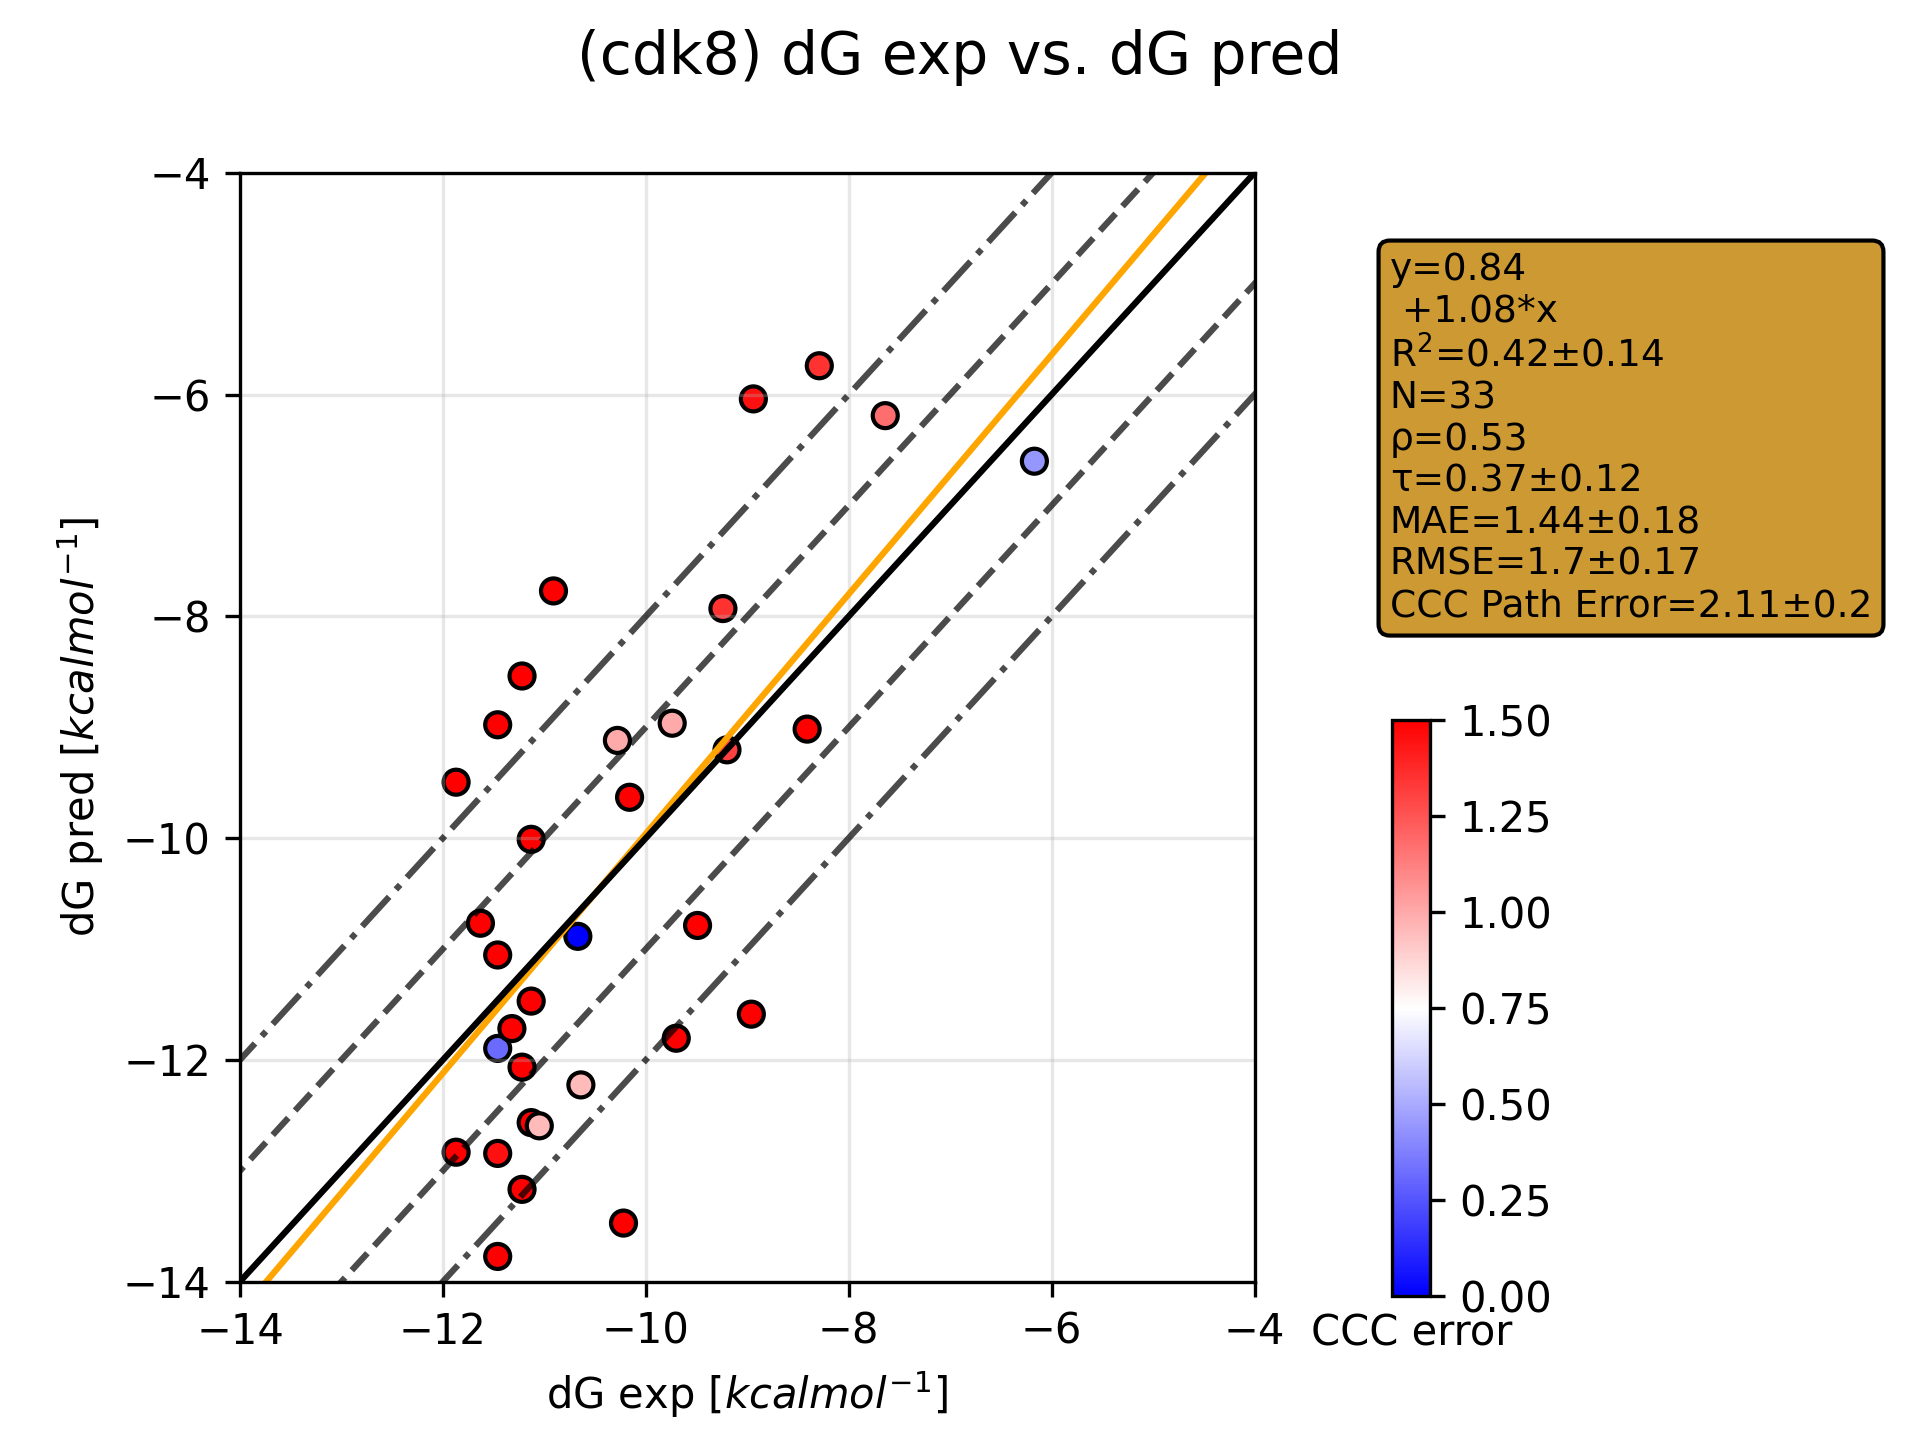 (cdk8) dG exp vs. dG pred
−4
−6
−8
−10
−12
−14
dG pred [kcalmol⁻¹]
−14 −12 −10 −8 −6 −4
dG exp [kcalmol⁻¹]
y=0.84
+1.08*x
R²=0.42±0.14
N=33
ρ=0.53
τ=0.37±0.12
MAE=1.44±0.18
RMSE=1.7±0.17
CCC Path Error=2.11±0.2
1.50
1.25
1.00
0.75
0.50
0.25
0.00
CCC error